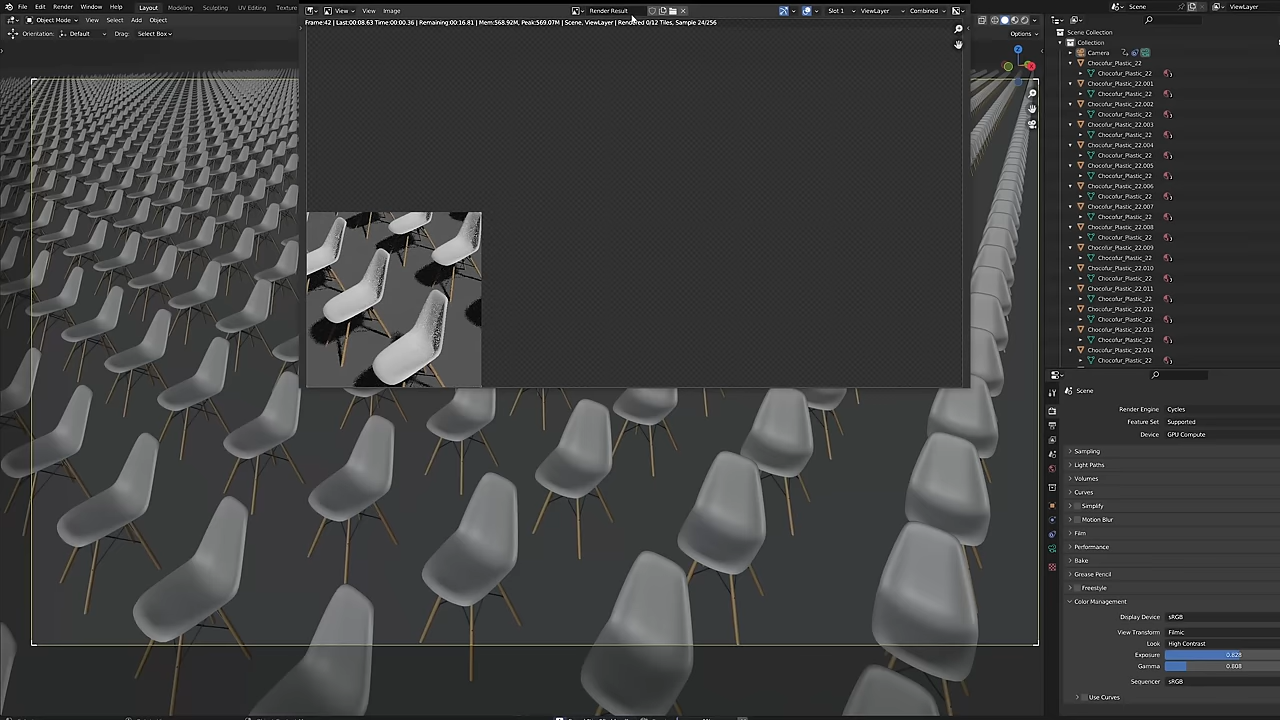 File Edit Render Window Help Layout Modeling Sculpting UV Editing Texture
View View Image Render Result Slot 1 ViewLayer Combined
Scene ViewLayer
Object Mode View Select Add Object
Frame:42 | Last:00:08.63 Time:00:00.36 | Remaining:00:16.81 | Mem:568.92M, Peak:569.07M | Scene, ViewLayer | Rendered 0/12 Tiles, Sample 24/256
Orientation: Default Drag: Select Box
Options
Scene Collection
Collection
Camera
Chocofur_Plastic_22
Chocofur_Plastic_22
Chocofur_Plastic_22.001
Chocofur_Plastic_22
Chocofur_Plastic_22.002
Chocofur_Plastic_22
Chocofur_Plastic_22.003
Chocofur_Plastic_22
Chocofur_Plastic_22.004
Chocofur_Plastic_22
Chocofur_Plastic_22.005
Chocofur_Plastic_22
Chocofur_Plastic_22.006
Chocofur_Plastic_22
Chocofur_Plastic_22.007
Chocofur_Plastic_22
Chocofur_Plastic_22.008
Chocofur_Plastic_22
Chocofur_Plastic_22.009
Chocofur_Plastic_22
Chocofur_Plastic_22.010
Chocofur_Plastic_22
Chocofur_Plastic_22.011
Chocofur_Plastic_22
Chocofur_Plastic_22.012
Chocofur_Plastic_22
Chocofur_Plastic_22.013
Chocofur_Plastic_22
Chocofur_Plastic_22.014
Chocofur_Plastic_22
Scene
Render Engine Cycles
Feature Set Supported
Device GPU Compute
Sampling
Light Paths
Volumes
Curves
Simplify
Motion Blur
Film
Performance
Bake
Grease Pencil
Freestyle
Color Management
Display Device sRGB
View Transform Filmic
Look High Contrast
Exposure 0.828
Gamma 0.808
Sequencer sRGB
Use Curves